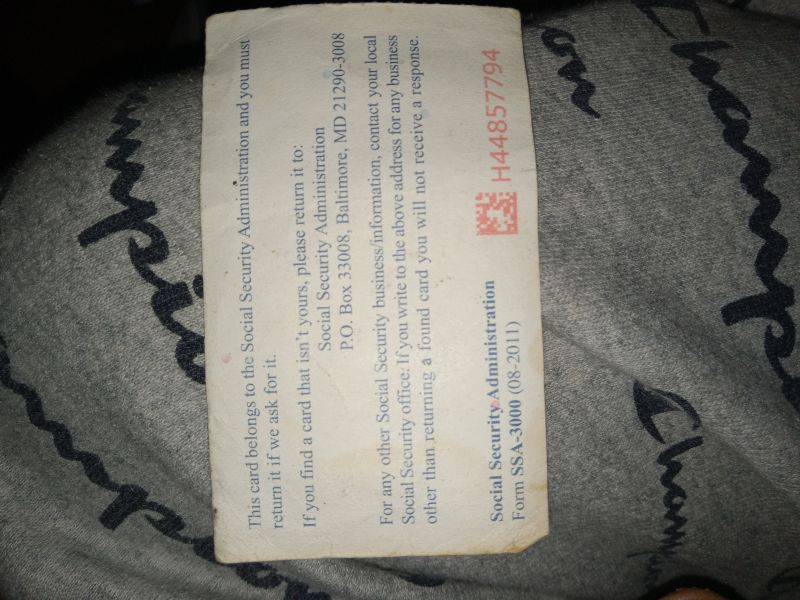 This card belongs to the Social Security Administration and you must
return it if we ask for it.
If you find a card that isn't yours, please return it to:
Social Security Administration
P.O. Box 33008, Baltimore, MD 21290-3008
For any other Social Security business/information, contact your local
Social Security office. If you write to the above address for any business
other than returning a found card you will not receive a response.
Social Security Administration
Form SSA-3000 (08-2011)
H44857794
Champion
Champion